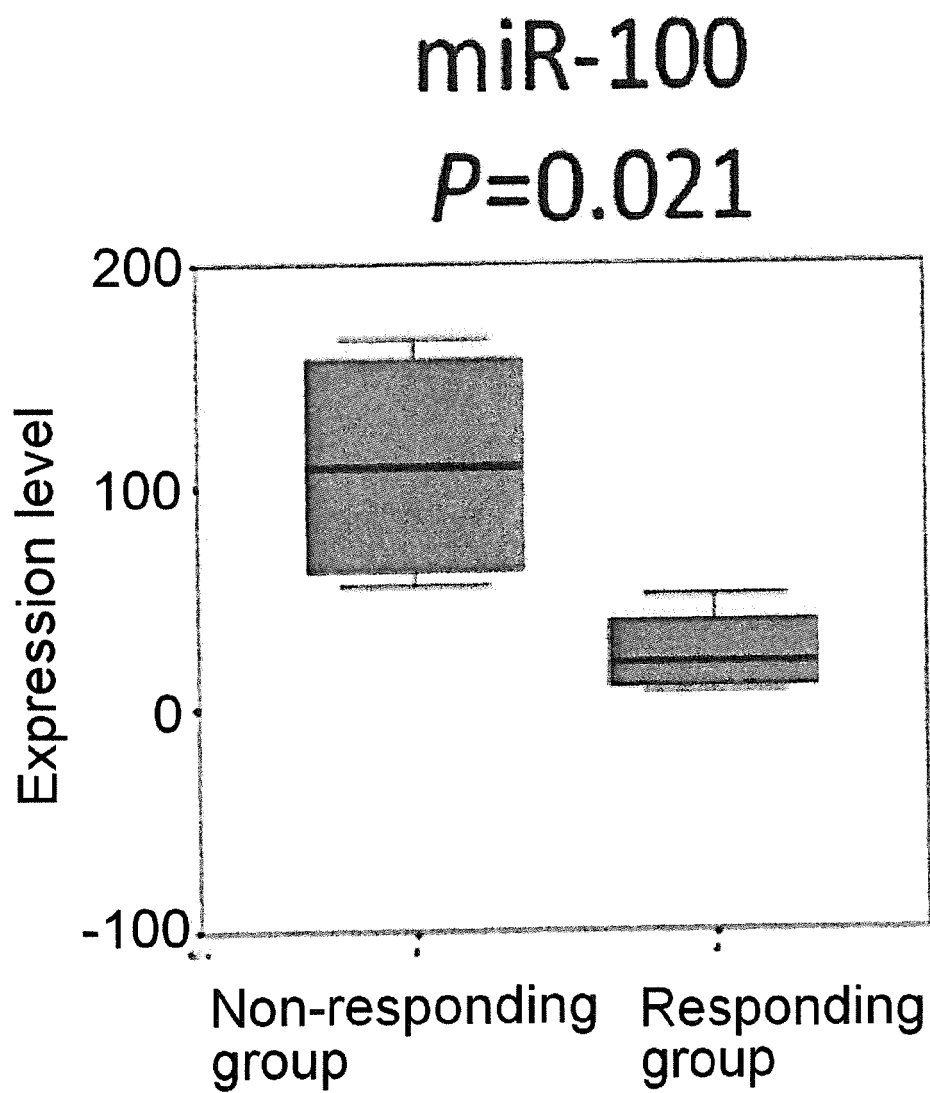 miR-100
P=0.021
200
100
0
-100
Expression level
Non-responding
group
Responding
group